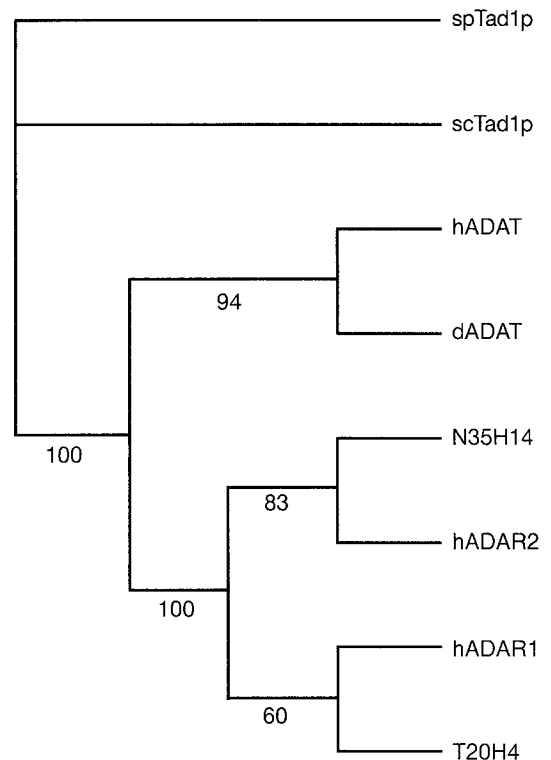 spTad1p
scTad1p
hADAT
94
dADAT
N35H14
100
83
hADAR2
100
hADAR1
60
T20H4